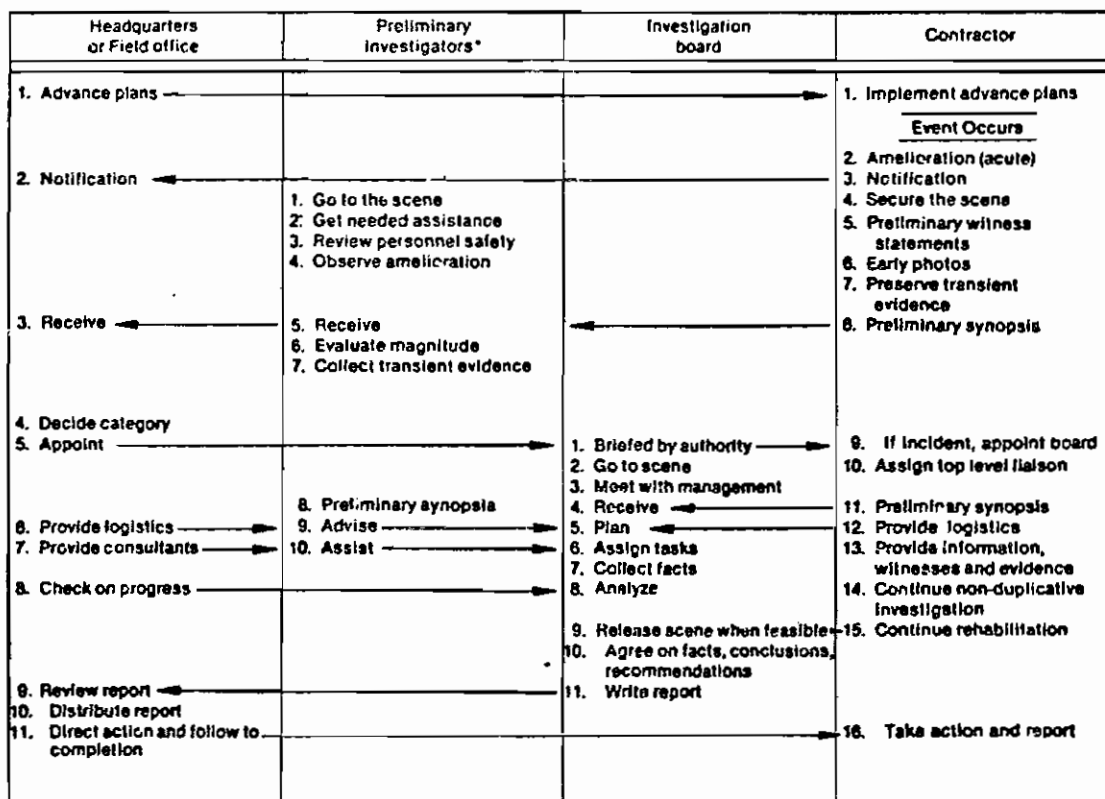 Headquarters
or Field office
Preliminary
investigators*
Investigation
board
Contractor
1. Advance plans
1. Implement advance plans
Event Occurs
2. Amelioration (acute)
2. Notification
3. Notification
1. Go to the scene
4. Secure the scene
2. Get needed assistance
5. Preliminary witness
statements
3. Review personnel safety
4. Observe amelioration
6. Early photos
7. Preserve transient
evidence
3. Receive
5. Receive
8. Preliminary synopsis
6. Evaluate magnitude
7. Collect transient evidence
4. Decide category
5. Appoint
1. Briefed by authority
9. If incident, appoint board
2. Go to scene
10. Assign top level liaison
3. Meet with management
8. Preliminary synopsis
4. Receive
11. Preliminary synopsis
6. Provide logistics
9. Advise
5. Plan
12. Provide logistics
7. Provide consultants
10. Assist
6. Assign tasks
13. Provide information,
witnesses and evidence
7. Collect facts
8. Check on progress
8. Analyze
14. Continue non-duplicative
investigation
9. Release scene when feasible
15. Continue rehabilitation
10. Agree on facts, conclusions,
recommendations
9. Review report
11. Write report
10. Distribute report
11. Direct action and follow to
completion
16. Take action and report